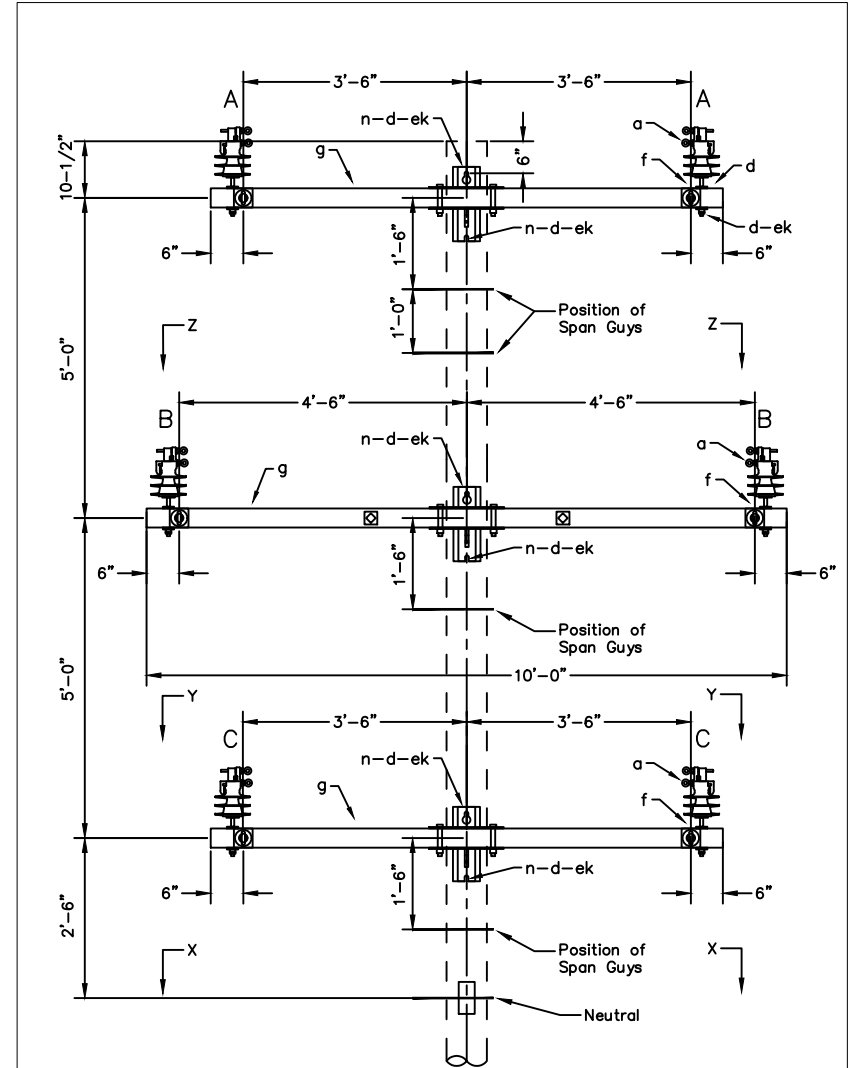 3'-6" 3'-6"
A A
n-d-ek
a
10-1/2"
g
6"
f
d
d-ek
n-d-ek
6" 6"
1'-6"
1'-0"
Position of
Span Guys
Z Z
5'-0"
4'-6" 4'-6"
B B
n-d-ek
a
g
f
n-d-ek
6" 6"
1'-6"
Position of
Span Guys
10'-0"
5'-0"
Y Y
3'-6" 3'-6"
C C
n-d-ek
a
g
f
n-d-ek
6" 6"
1'-6"
2'-6"
Position of
Span Guys
X X
Neutral